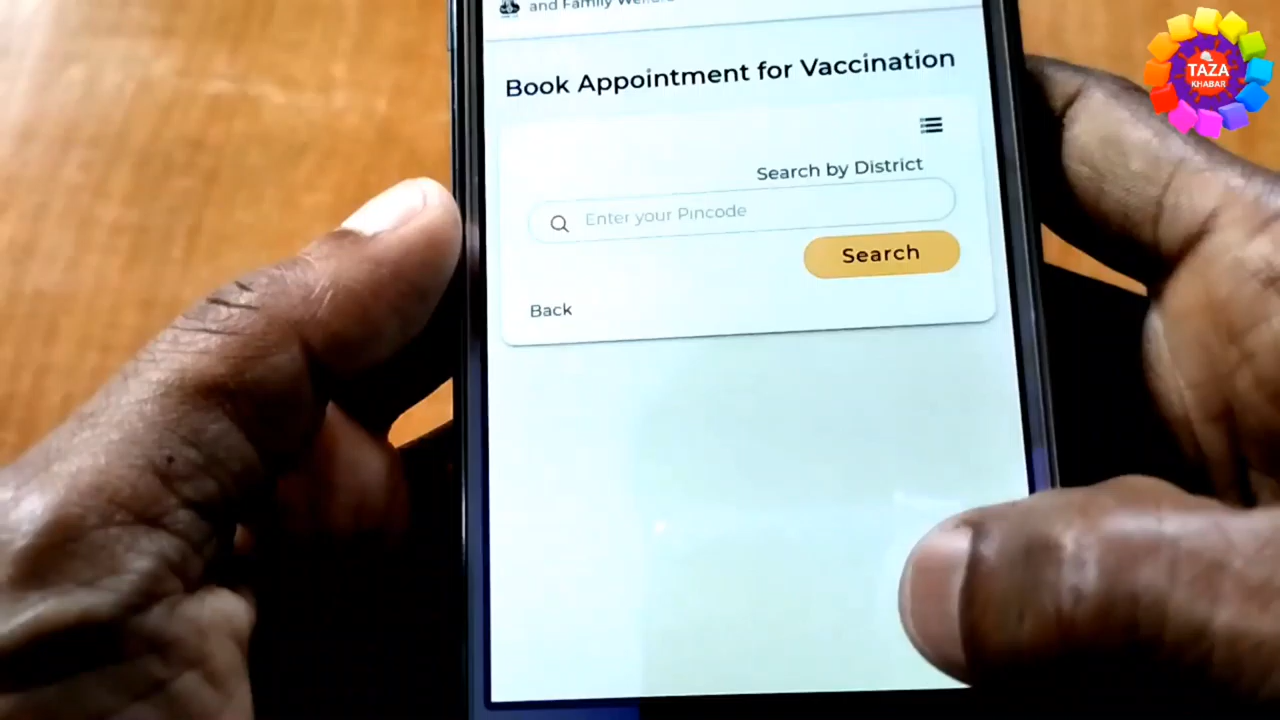 and Family Welfare
Book Appointment for Vaccination
Search by District
Enter your Pincode
Search
Back
TAZA
KHABAR